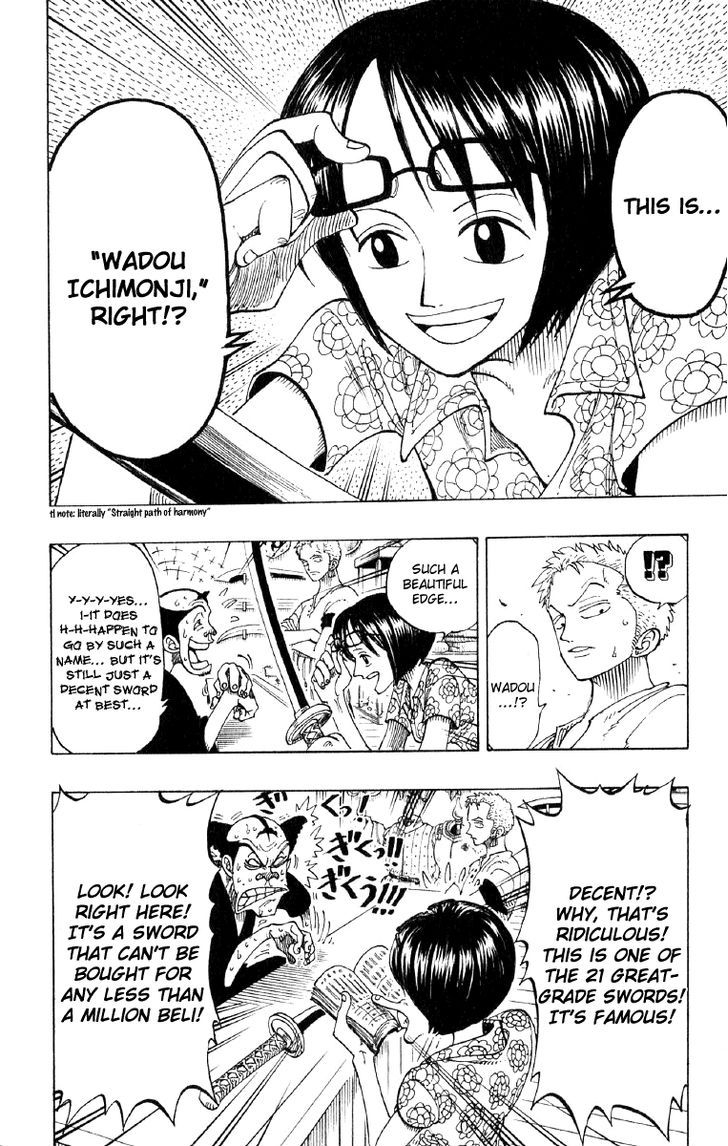 THIS IS...
"WADOU
ICHIMONJI,"
RIGHT!?
tl note: literally "Straight path of harmony"
!?
WADOU
...!?
SUCH A
BEAUTIFUL
EDGE...
Y-Y-Y-YES...
I-IT DOES
H-H-HAPPEN TO
GO BY SUCH A
NAME... BUT IT'S
STILL JUST A
DECENT SWORD
AT BEST...
DECENT!?
WHY, THAT'S
RIDICULOUS!
THIS IS ONE OF
THE 21 GREAT-
GRADE SWORDS!
IT'S FAMOUS!
ぎくっ!
ぎくっ!!
ぎくぅ!!!
LOOK! LOOK
RIGHT HERE!
IT'S A SWORD
THAT CAN'T BE
BOUGHT FOR
ANY LESS THAN
A MILLION BELI!